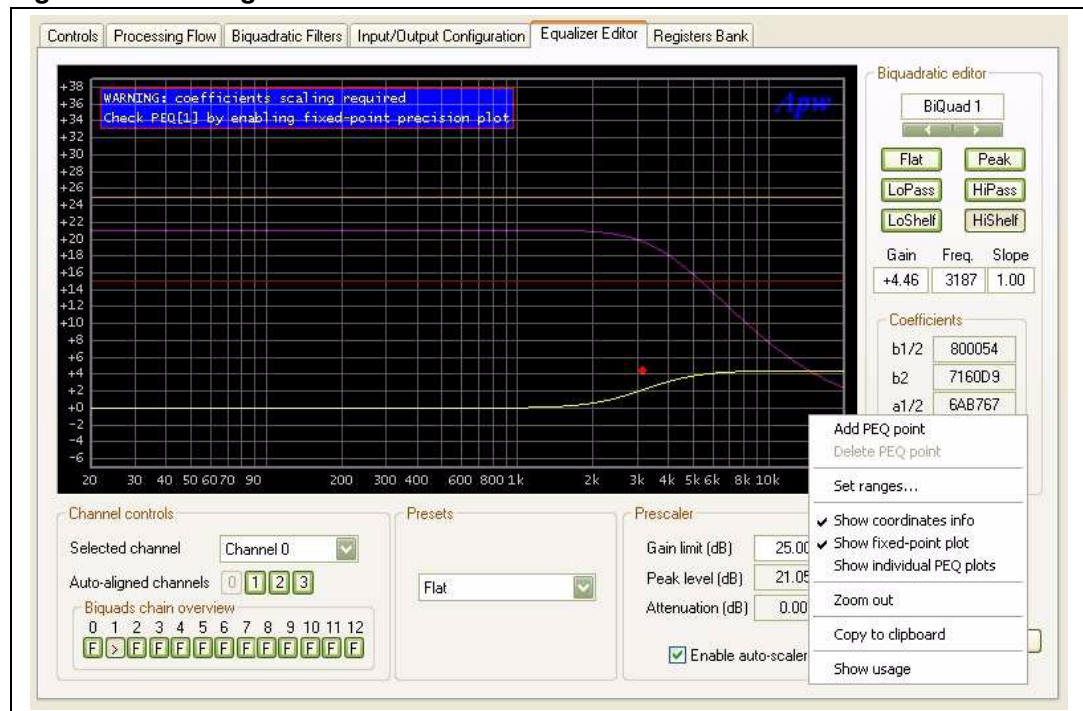 Controls Processing Flow Biquadratic Filters Input/Output Configuration Equalizer Editor Registers Bank
WARNING: coefficients scaling required
Check PEQ[1] by enabling fixed-point precision plot
Apw
+38
+36
+34
+32
+30
+28
+26
+24
+22
+20
+18
+16
+14
+12
+10
+8
+6
+4
+2
+0
-2
-4
-6
20 30 40 50 60 70 90 200 300 400 600 800 1k 2k 3k 4k 5k 6k 8k 10k
Biquadratic editor
BiQuad 1
Flat Peak
LoPass HiPass
LoShelf HiShelf
Gain Freq. Slope
+4.46 3187 1.00
Coefficients
b1/2 800054
b2 7160D9
a1/2 6AB767
Add PEQ point
Delete PEQ point
Set ranges...
Show coordinates info
Show fixed-point plot
Show individual PEQ plots
Zoom out
Copy to clipboard
Show usage
Channel controls
Selected channel Channel 0
Auto-aligned channels 0 1 2 3
Biquads chain overview
0 1 2 3 4 5 6 7 8 9 10 11 12
F > F F F F F F F F F F F
Presets
Flat
Prescaler
Gain limit (dB) 25.00
Peak level (dB) 21.05
Attenuation (dB) 0.00
Enable auto-scaler